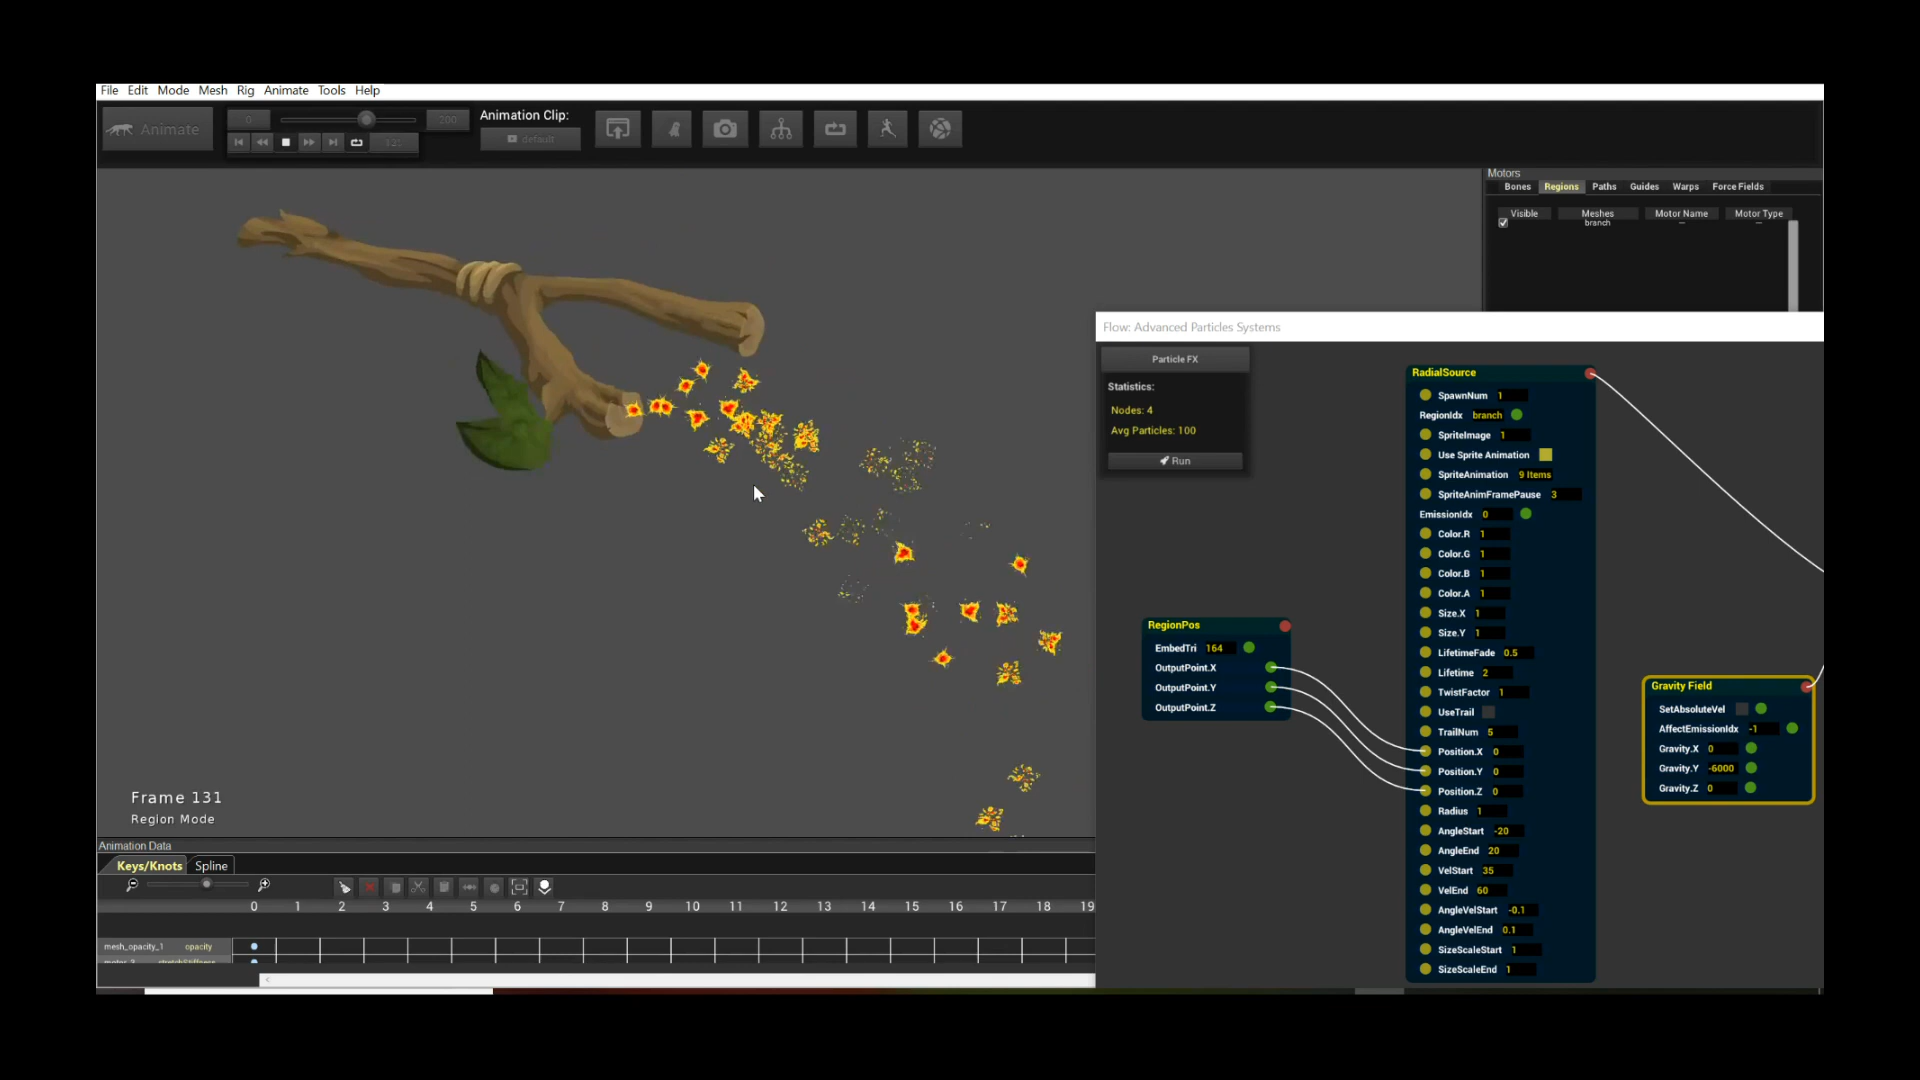 File Edit Mode Mesh Rig Animate Tools Help
Animate
0
200
131
Animation Clip:
default
Motors
Bones Regions Paths Guides Warps Force Fields
Visible Meshes Motor Name Motor Type
branch — —
Flow: Advanced Particles Systems
Particle FX
Statistics:
Nodes: 4
Avg Particles: 100
Run
RadialSource
SpawnNum 1
RegionIdx branch
SpriteImage 1
Use Sprite Animation
SpriteAnimation 9 Items
SpriteAnimFramePause 3
EmissionIdx 0
Color.R 1
Color.G 1
Color.B 1
Color.A 1
Size.X 1
Size.Y 1
LifetimeFade 0.5
Lifetime 2
TwistFactor 1
UseTrail
TrailNum 5
Position.X 0
Position.Y 0
Position.Z 0
Radius 1
AngleStart -20
AngleEnd 20
VelStart 35
VelEnd 60
AngleVelStart -0.1
AngleVelEnd 0.1
SizeScaleStart 1
SizeScaleEnd 1
RegionPos
EmbedTri 164
OutputPoint.X
OutputPoint.Y
OutputPoint.Z
Gravity Field
SetAbsoluteVel
AffectEmissionIdx -1
Gravity.X 0
Gravity.Y -6000
Gravity.Z 0
Frame 131
Region Mode
Animation Data
Keys/Knots Spline
0 1 2 3 4 5 6 7 8 9 10 11 12 13 14 15 16 17 18 19
mesh_opacity_1 opacity
motor_3 stretchStiffness